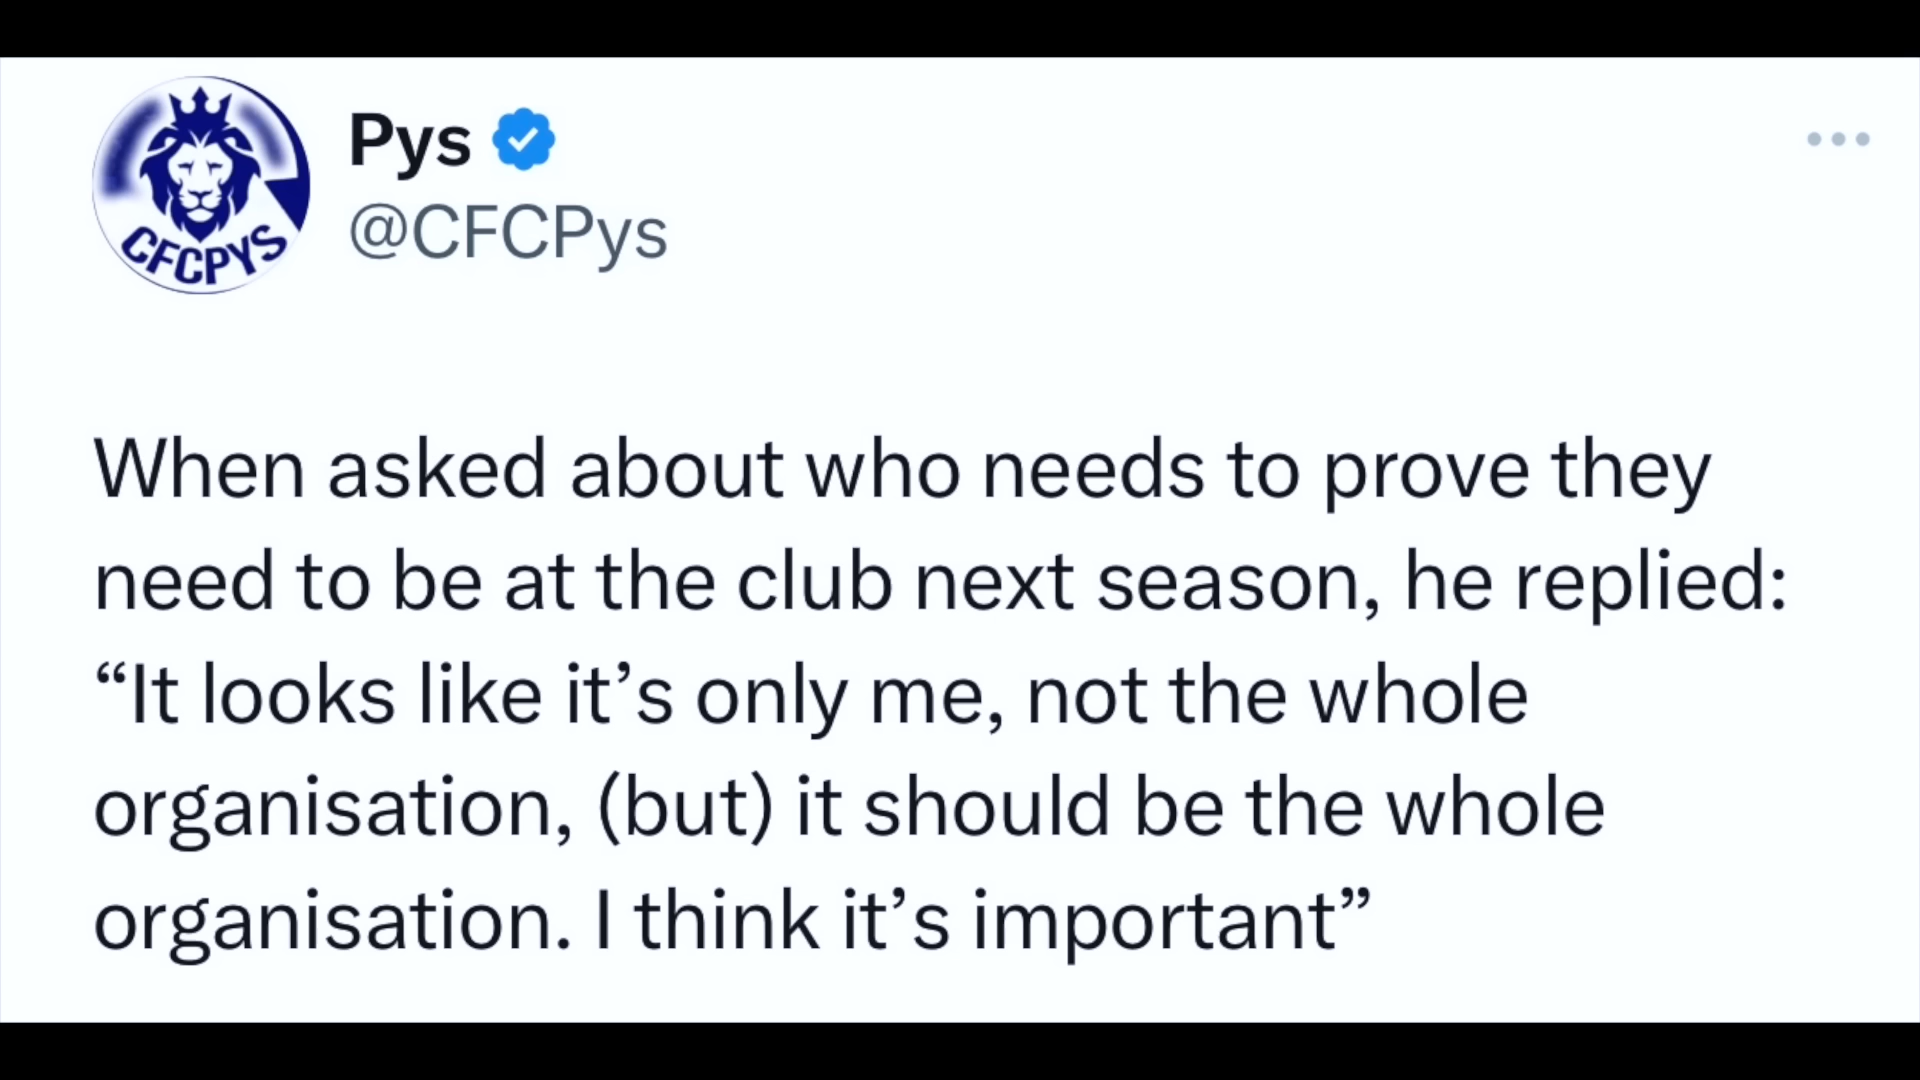 CFCPYS
Pys
@CFCPys
When asked about who needs to prove they
need to be at the club next season, he replied:
“It looks like it’s only me, not the whole
organisation, (but) it should be the whole
organisation. I think it’s important”